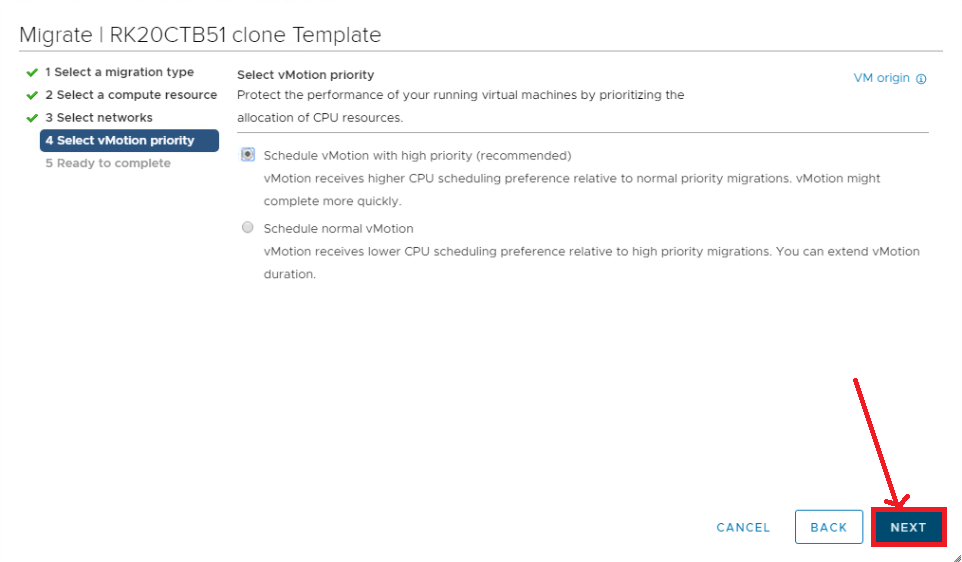 Migrate | RK20CTB51 clone Template
1 Select a migration type
2 Select a compute resource
3 Select networks
4 Select vMotion priority
5 Ready to complete
Select vMotion priority
VM origin
Protect the performance of your running virtual machines by prioritizing the
allocation of CPU resources.
Schedule vMotion with high priority (recommended)
vMotion receives higher CPU scheduling preference relative to normal priority migrations. vMotion might
complete more quickly.
Schedule normal vMotion
vMotion receives lower CPU scheduling preference relative to high priority migrations. You can extend vMotion
duration.
CANCEL
BACK
NEXT